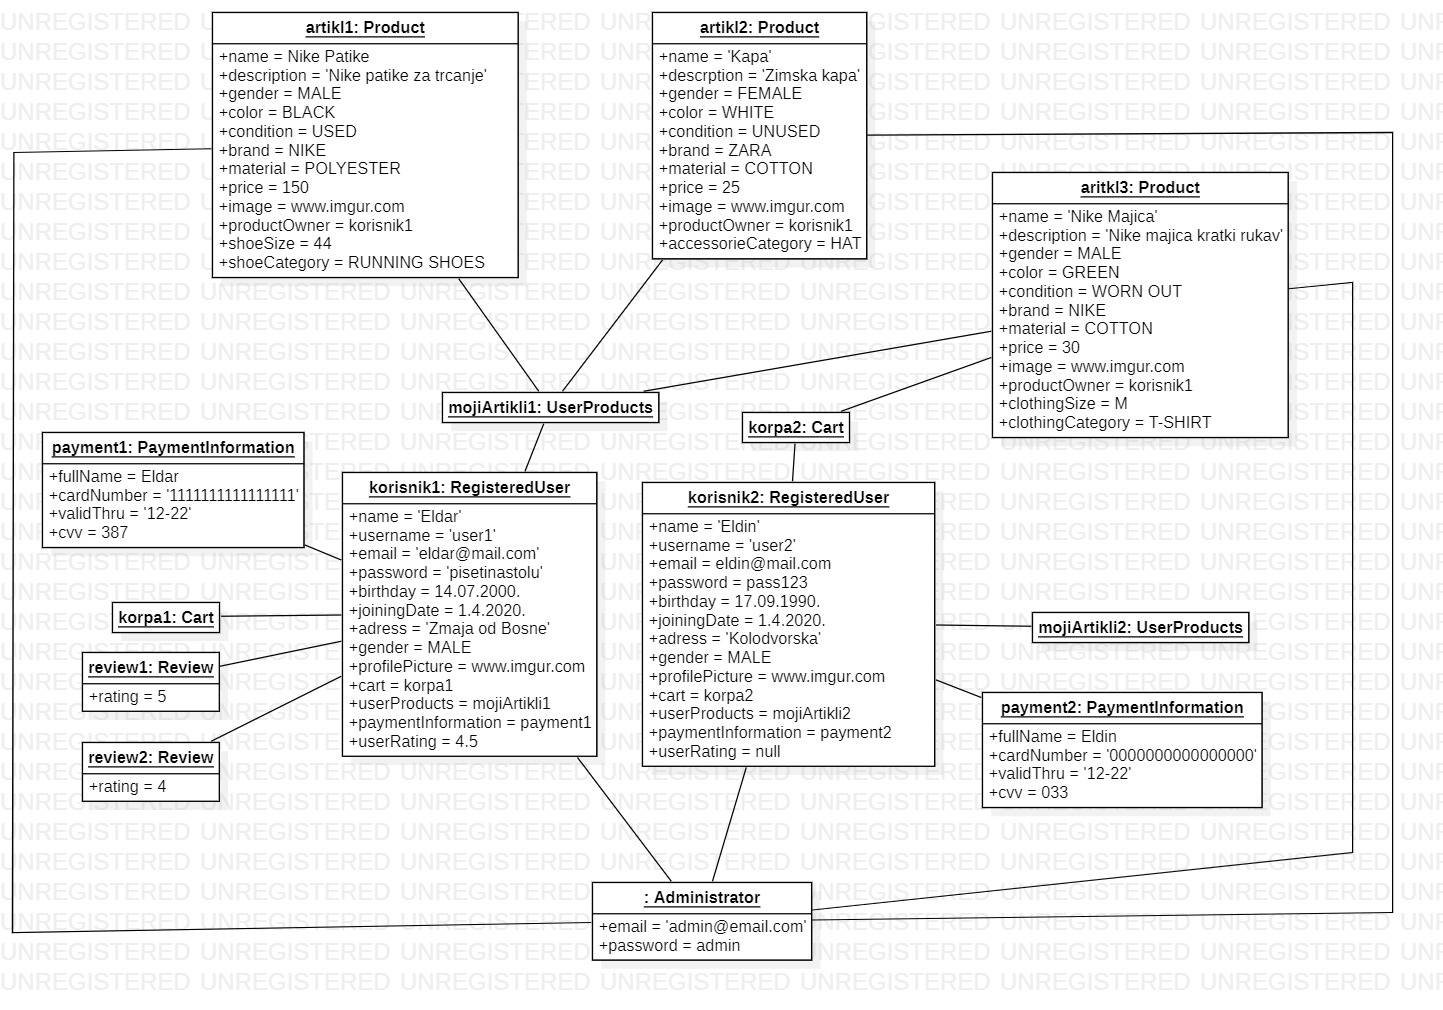 artikl1: Product
+name = Nike Patike
+description = 'Nike patike za trcanje'
+gender = MALE
+color = BLACK
+condition = USED
+brand = NIKE
+material = POLYESTER
+price = 150
+image = www.imgur.com
+productOwner = korisnik1
+shoeSize = 44
+shoeCategory = RUNNING SHOES
artikl2: Product
+name = 'Kapa'
+descrption = 'Zimska kapa'
+gender = FEMALE
+color = WHITE
+condition = UNUSED
+brand = ZARA
+material = COTTON
+price = 25
+image = www.imgur.com
+productOwner = korisnik1
+accessorieCategory = HAT
aritkl3: Product
+name = 'Nike Majica'
+description = 'Nike majica kratki rukav'
+gender = MALE
+color = GREEN
+condition = WORN OUT
+brand = NIKE
+material = COTTON
+price = 30
+image = www.imgur.com
+productOwner = korisnik1
+clothingSize = M
+clothingCategory = T-SHIRT
mojiArtikli1: UserProducts
korpa2: Cart
payment1: PaymentInformation
+fullName = Eldar
+cardNumber = '1111111111111111'
+validThru = '12-22'
+cvv = 387
korisnik1: RegisteredUser
+name = 'Eldar'
+username = 'user1'
+email = 'eldar@mail.com'
+password = 'pisetinastolu'
+birthday = 14.07.2000.
+joiningDate = 1.4.2020.
+adress = 'Zmaja od Bosne'
+gender = MALE
+profilePicture = www.imgur.com
+cart = korpa1
+userProducts = mojiArtikli1
+paymentInformation = payment1
+userRating = 4.5
korisnik2: RegisteredUser
+name = 'Eldin'
+username = 'user2'
+email = eldin@mail.com
+password = pass123
+birthday = 17.09.1990.
+joiningDate = 1.4.2020.
+adress = 'Kolodvorska'
+gender = MALE
+profilePicture = www.imgur.com
+cart = korpa2
+userProducts = mojiArtikli2
+paymentInformation = payment2
+userRating = null
korpa1: Cart
review1: Review
+rating = 5
review2: Review
+rating = 4
mojiArtikli2: UserProducts
payment2: PaymentInformation
+fullName = Eldin
+cardNumber = '0000000000000000'
+validThru = '12-22'
+cvv = 033
: Administrator
+email = 'admin@email.com'
+password = admin
UNREGISTERED